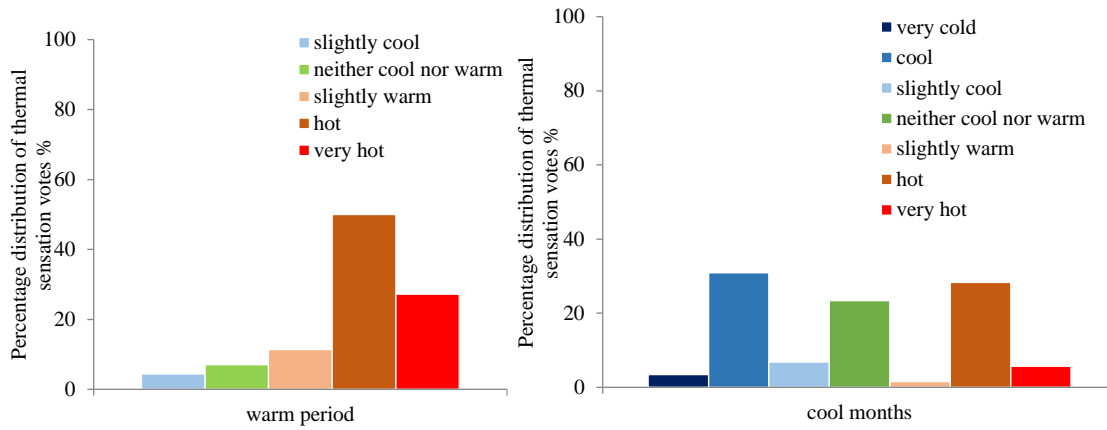 Percentage distribution of thermal
sensation votes %
100
80
60
40
20
0
slightly cool
neither cool nor warm
slightly warm
hot
very hot
warm period
Percentage distribution of thermal
sensation votes %
100
80
60
40
20
0
very cold
cool
slightly cool
neither cool nor warm
slightly warm
hot
very hot
cool months